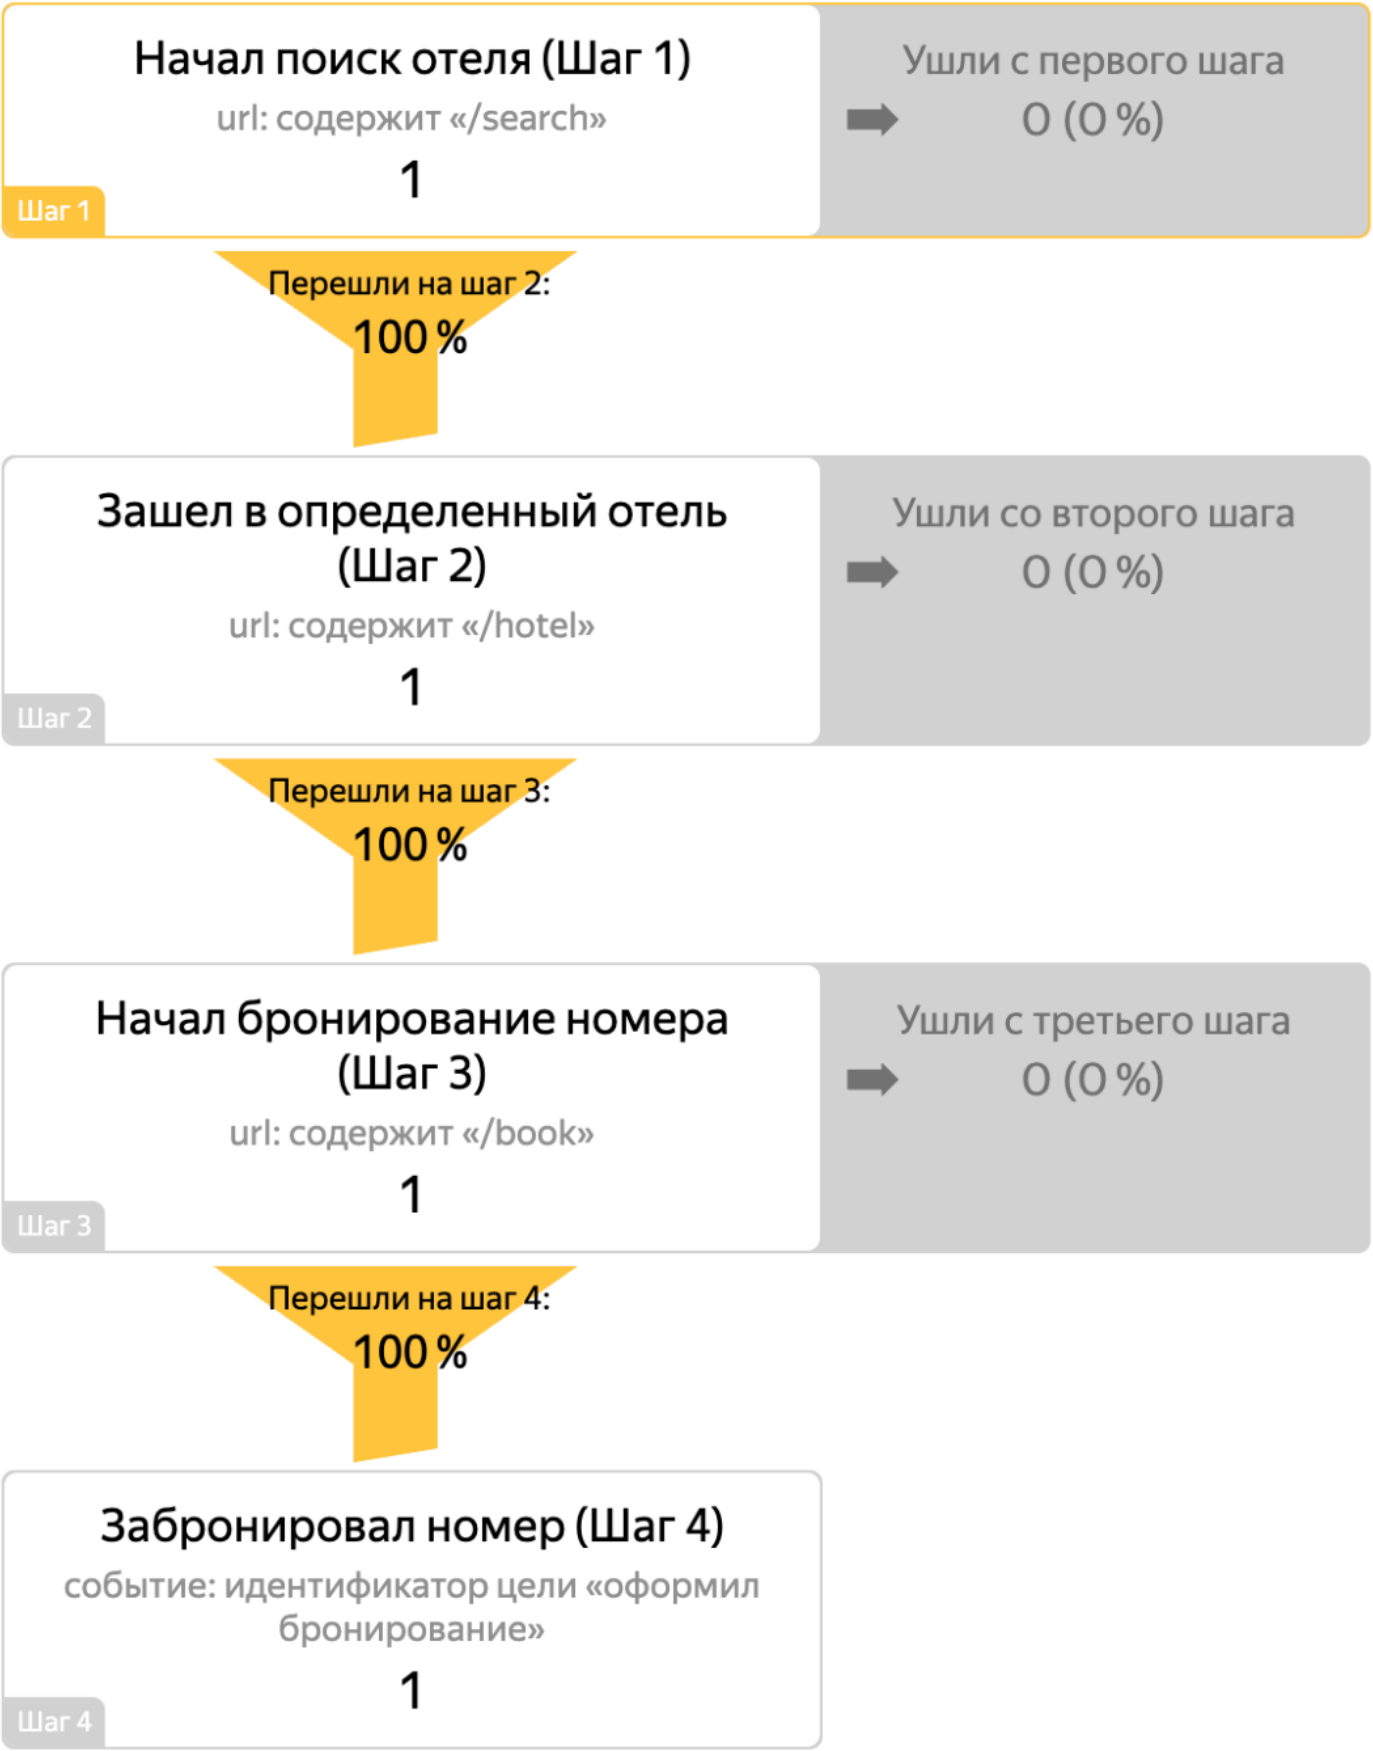 Начал поиск отеля (Шаг 1)
url: содержит «/search»
1
Шаг 1
Ушли с первого шага
0 (0 %)
Перешли на шаг 2:
100 %
Зашел в определенный отель
(Шаг 2)
url: содержит «/hotel»
1
Шаг 2
Ушли со второго шага
0 (0 %)
Перешли на шаг 3:
100 %
Начал бронирование номера
(Шаг 3)
url: содержит «/book»
1
Шаг 3
Ушли с третьего шага
0 (0 %)
Перешли на шаг 4:
100 %
Забронировал номер (Шаг 4)
событие: идентификатор цели «оформил
бронирование»
1
Шаг 4